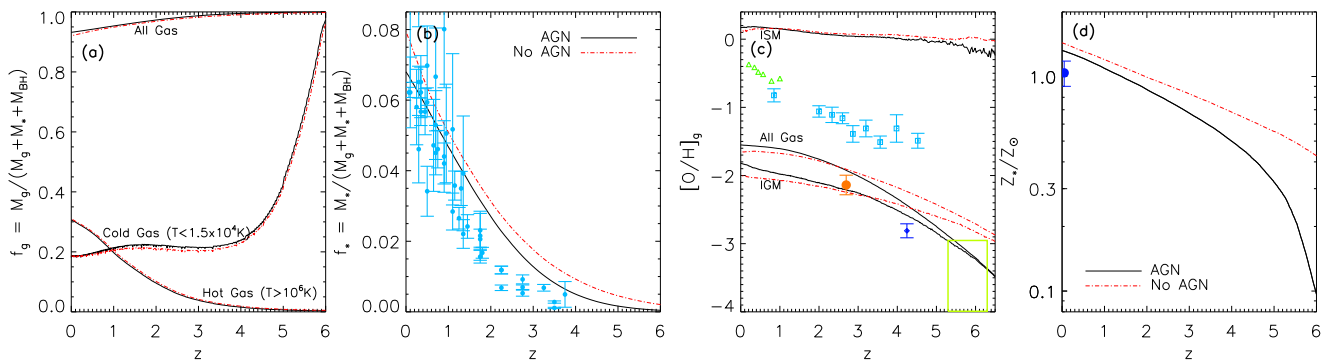 f_g = M_g/(M_g+M_*+M_BH)
1.0
0.8
0.6
0.4
0.2
0.0
(a)
All Gas
Cold Gas (T<1.5x10^4K)
Hot Gas (T>10^6K)
0 1 2 3 4 5 6
z
f_* = M_*/(M_g+M_*+M_BH)
0.08
0.06
0.04
0.02
0.00
(b)
AGN
No AGN
0 1 2 3 4 5 6
z
[O/H]_g
0
−1
−2
−3
−4
ISM
(c)
All Gas
IGM
0 1 2 3 4 5 6
z
Z_*/Z_⊙
1.0
0.3
0.1
(d)
AGN
No AGN
0 1 2 3 4 5 6
z